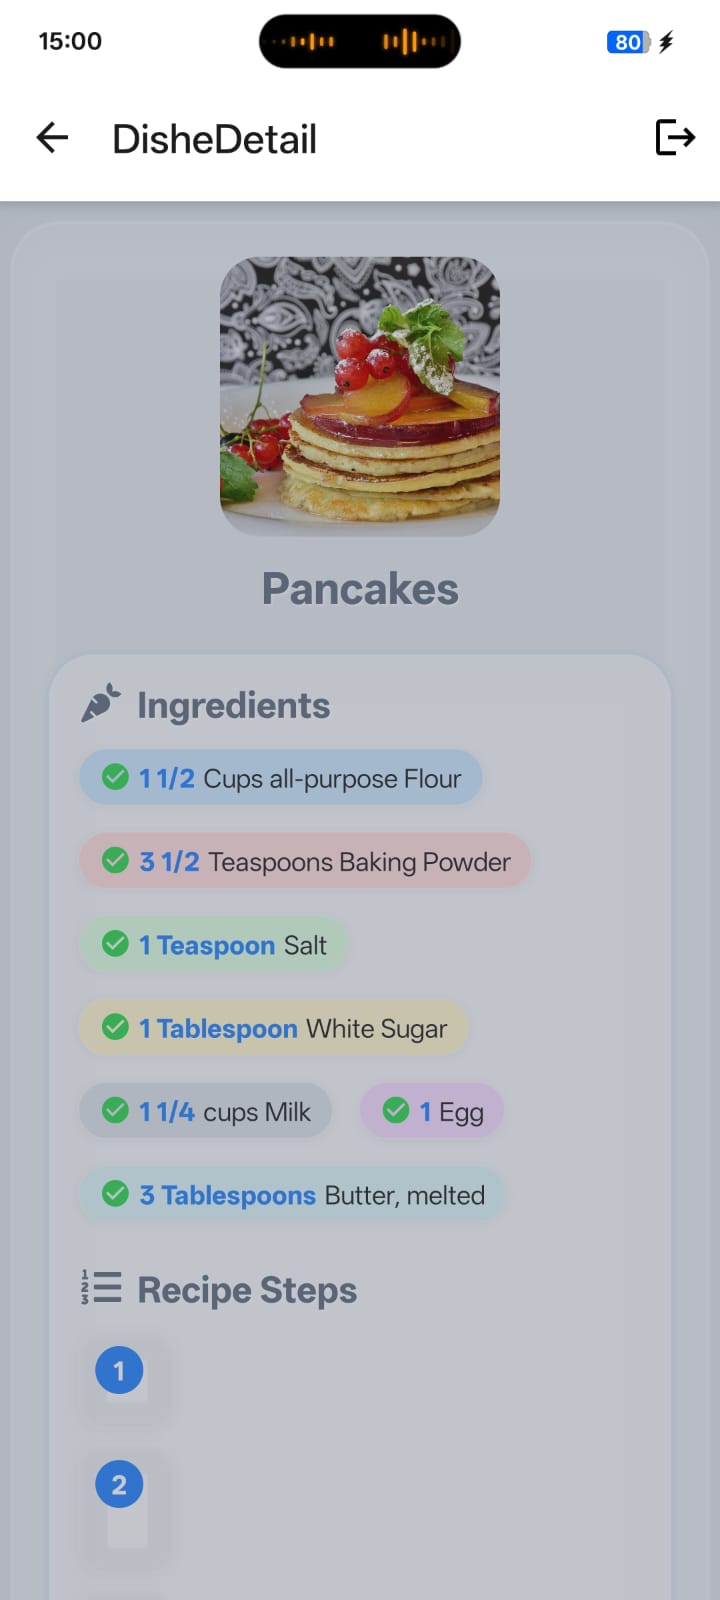 15:00
80
DisheDetail
Pancakes
Ingredients
1 1/2 Cups all-purpose Flour
3 1/2 Teaspoons Baking Powder
1 Teaspoon Salt
1 Tablespoon White Sugar
1 1/4 cups Milk
1 Egg
3 Tablespoons Butter, melted
Recipe Steps
1
2